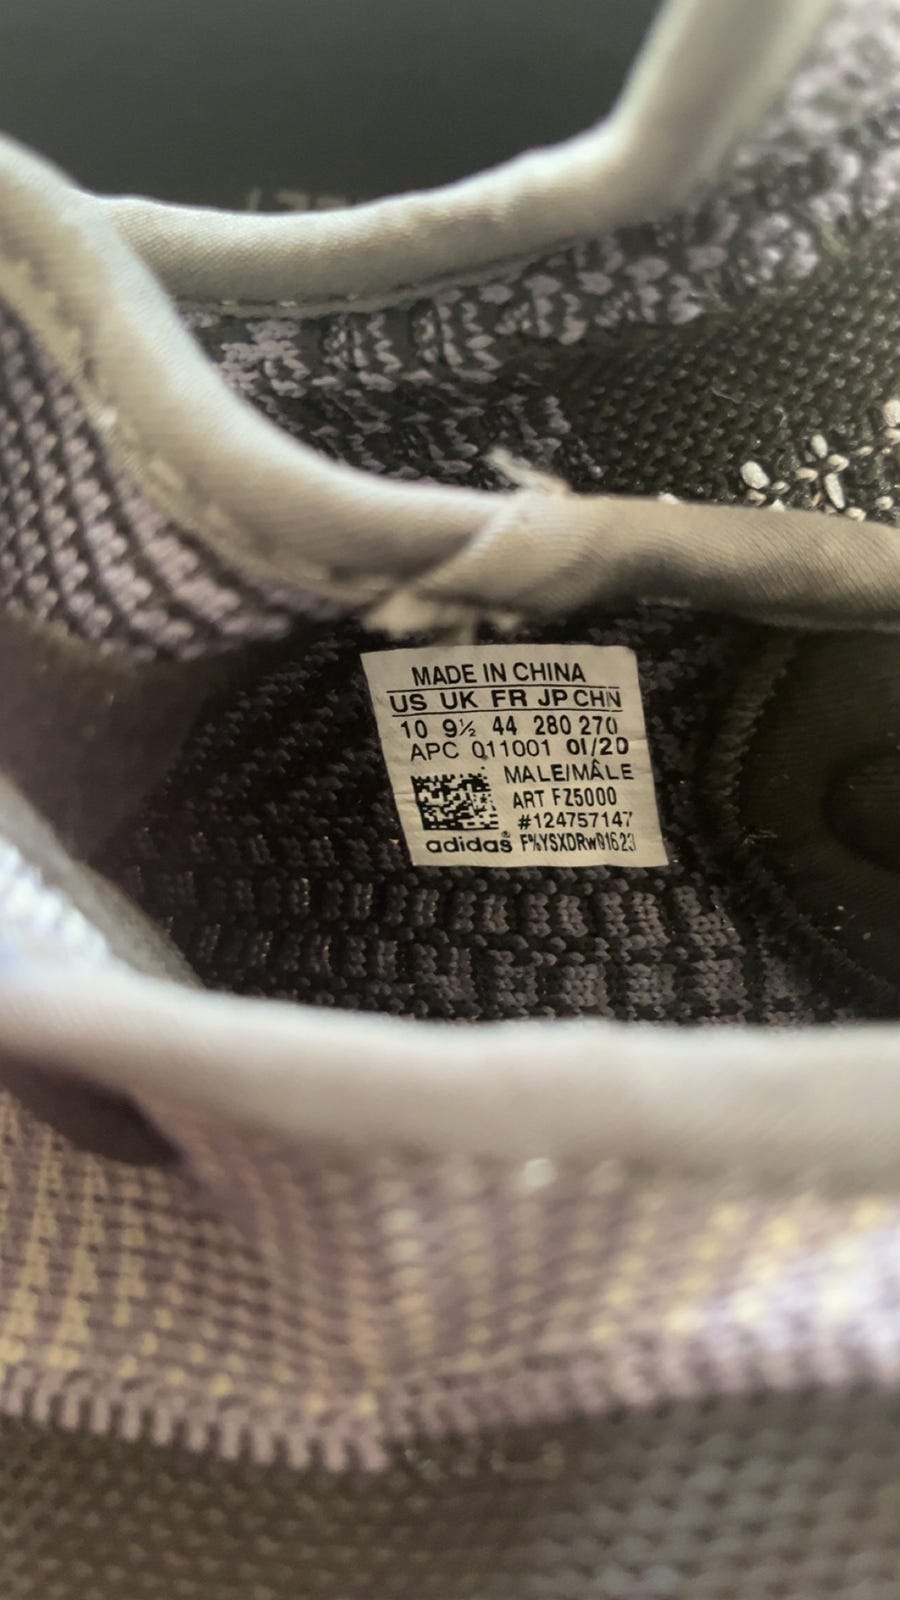 MADE IN CHINA
US UK FR JP CHN
10 9½ 44 280 270
APC 011001 01/20
MALE/MÂLE
ART FZ5000
#124757147
adidas® F%YSXDRw01623